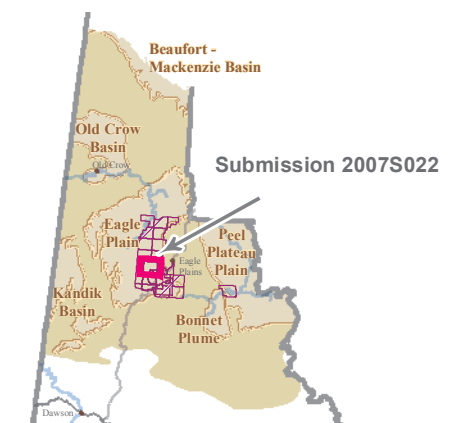 Beaufort -
Mackenzie Basin
Old Crow
Basin
Old Crow
Submission 2007S022
Eagle
Plain
Peel
Plateau
Plain
Eagle
Plains
Kandik
Basin
Bonnet
Plume
Dawson